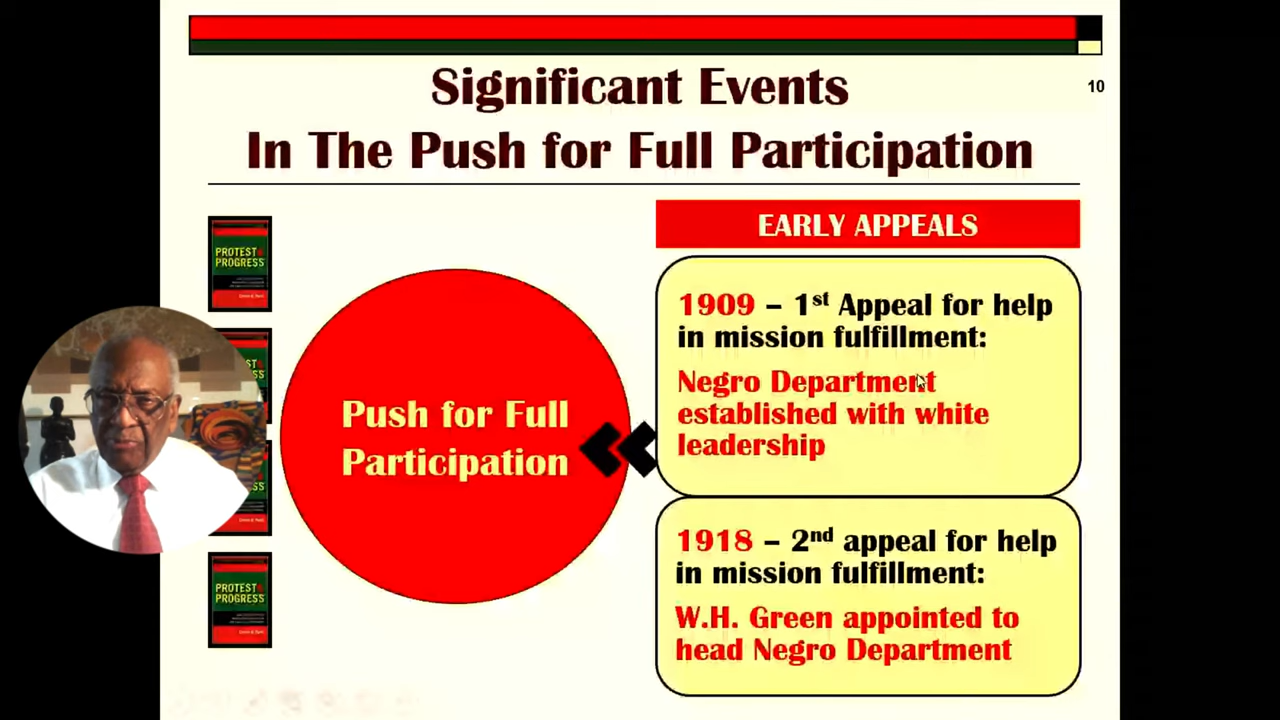 Significant Events
In The Push for Full Participation
10
EARLY APPEALS
PROTEST
PROGRESS
1909 – 1st Appeal for help
in mission fulfillment:
Negro Department
established with white
leadership
Push for Full
Participation
1918 – 2nd appeal for help
in mission fulfillment:
W.H. Green appointed to
head Negro Department
PROTEST
PROGRESS